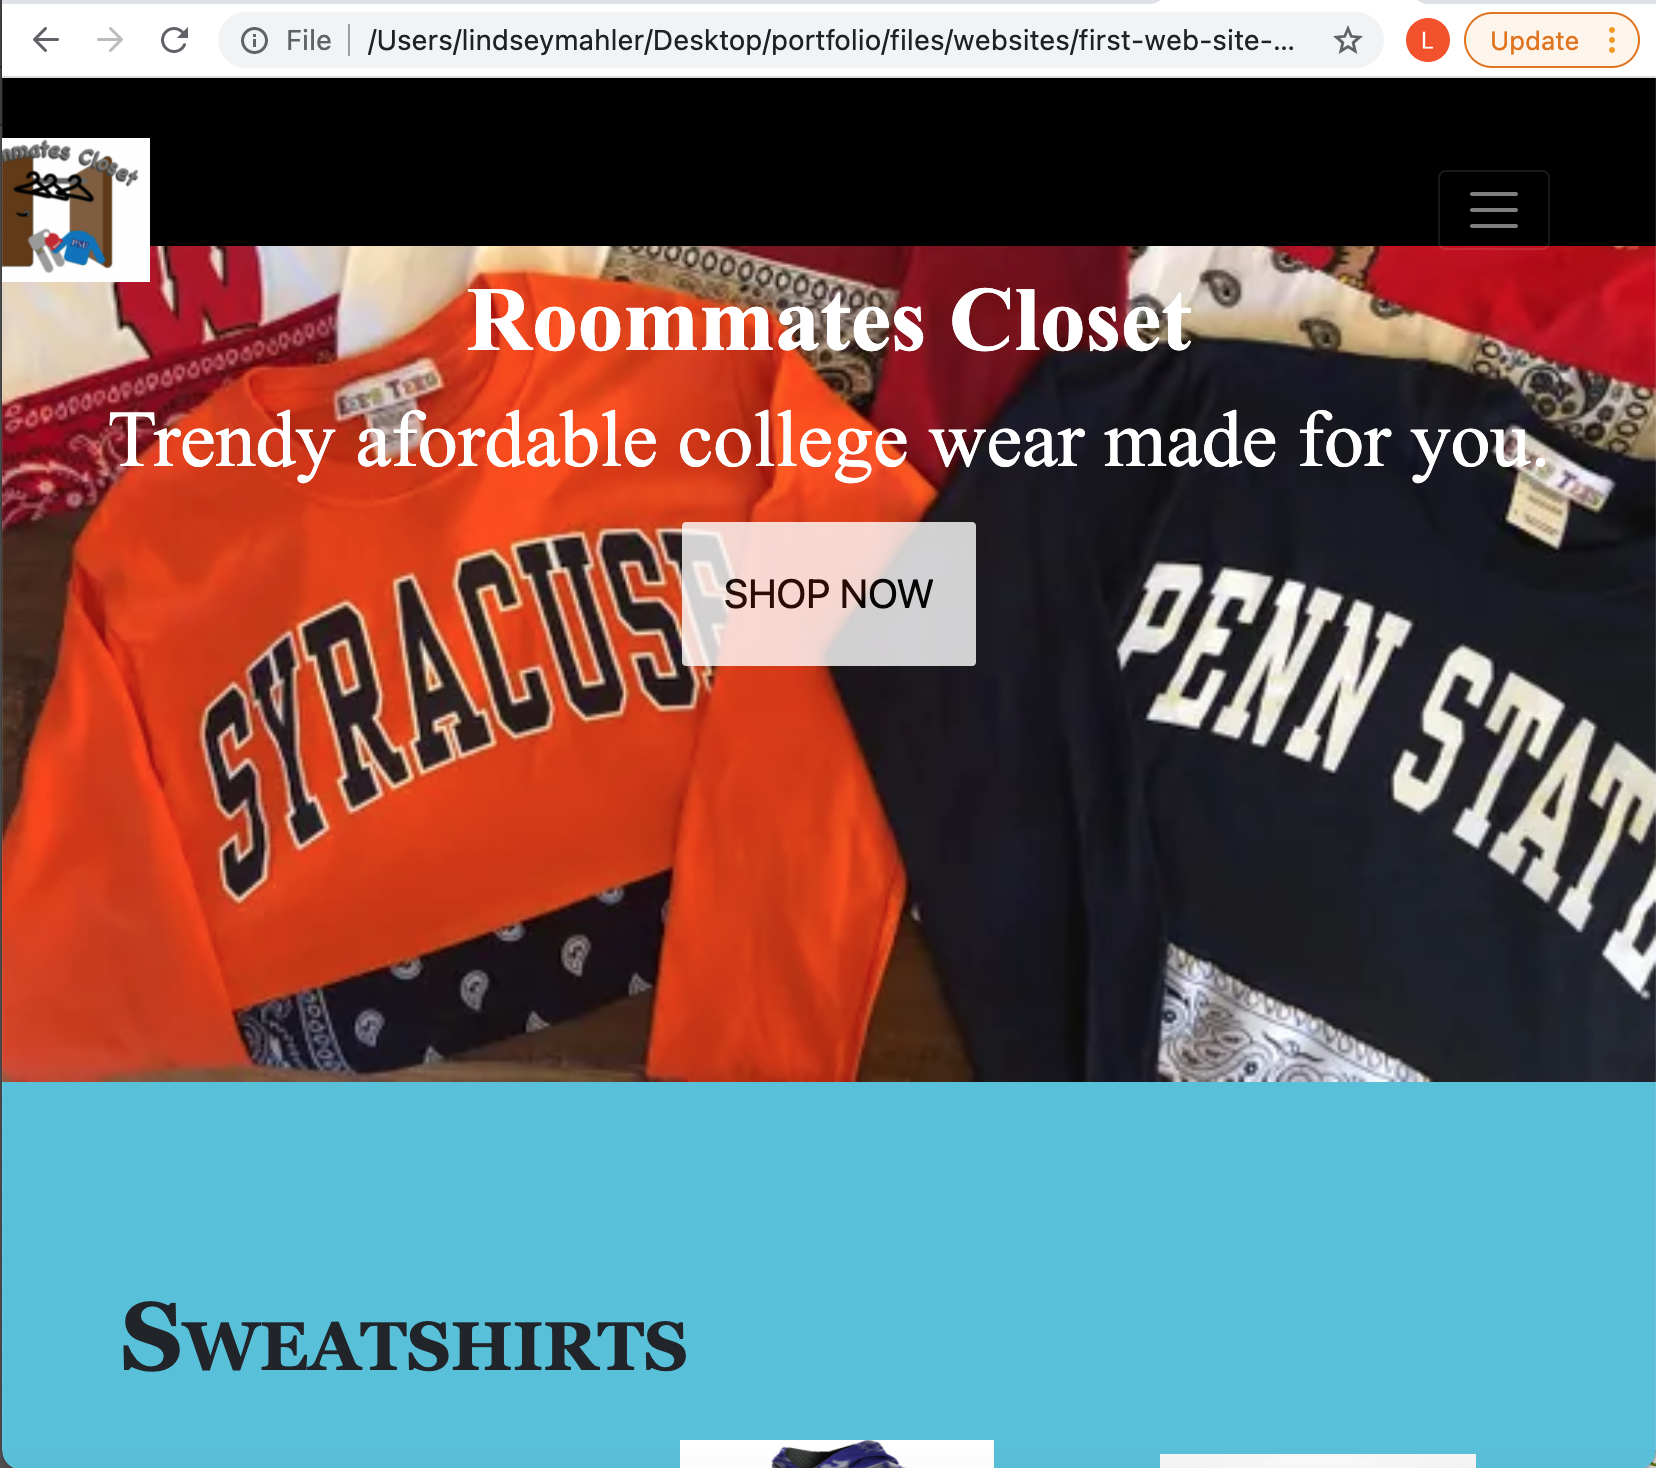 File /Users/lindseymahler/Desktop/portfolio/files/websites/first-web-site-...
L
Update
mates Closet
Roommates Closet
Trendy afordable college wear made for you.
W
SYRACUSE
SHOP NOW
PENN STATE
Sweatshirts